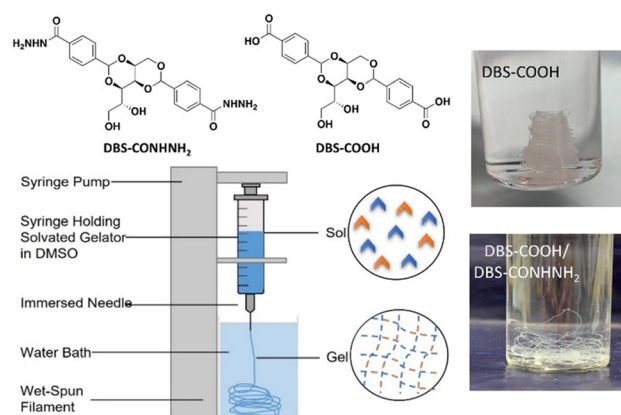 O
H₂NHN
O
O
O
O
O
OH
OH
NHNH₂
O
DBS-CONHNH₂
O
HO
O
O
O
O
OH
OH
OH
O
DBS-COOH
DBS-COOH
Syringe Pump
Syringe Holding
Solvated Gelator
in DMSO
Sol
Immersed Needle
Water Bath
Gel
Wet-Spun
Filament
DBS-COOH/
DBS-CONHNH₂